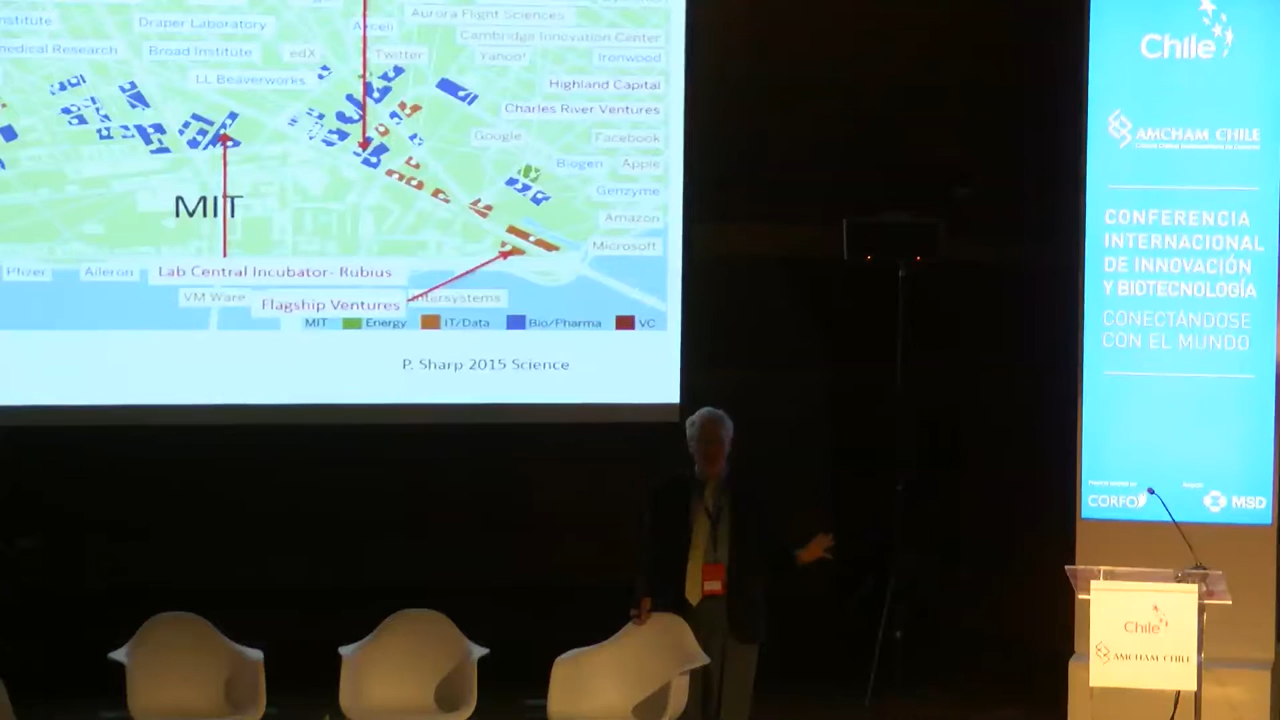 Aurora Flight Sciences
Draper Laboratory
Cambridge Innovation Center
medical Research
Broad Institute
edX
Twitter
Yahoo!
Ironwood
LL Beaverworks
Highland Capital
Charles River Ventures
Google
Facebook
Biogen
Apple
Genzyme
MIT
Amazon
Microsoft
Pfizer
Aileron
Lab Central Incubator- Rubius
VM Ware
Flagship Ventures
Intersystems
MIT
Energy
IT/Data
Bio/Pharma
VC
P. Sharp 2015 Science
Chile
AMCHAM CHILE
CONFERENCIA
INTERNACIONAL
DE INNOVACIÓN
Y BIOTECNOLOGÍA
CONECTÁNDOSE
CON EL MUNDO
CORFO
MSD
Chile
AMCHAM CHILE